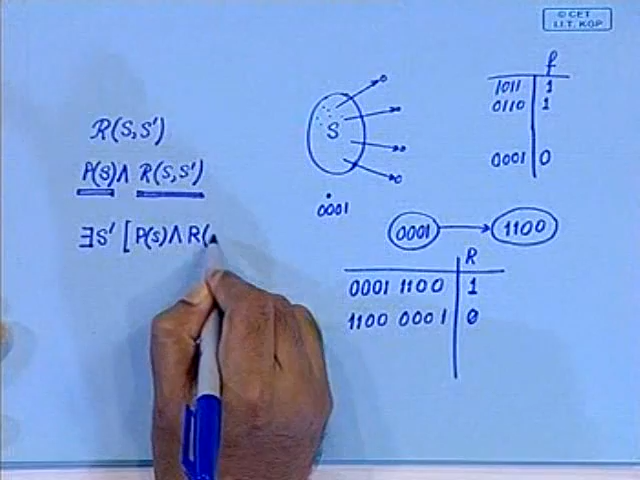 © CET
I.I.T. KGP
R(S,S')
P(S)∧ R(S,S')
∃S' [P(S)∧R(
S
0001
f
1011 1
0110 1
0001 0
0001 1100
R
0001 1100 1
1100 0001 0